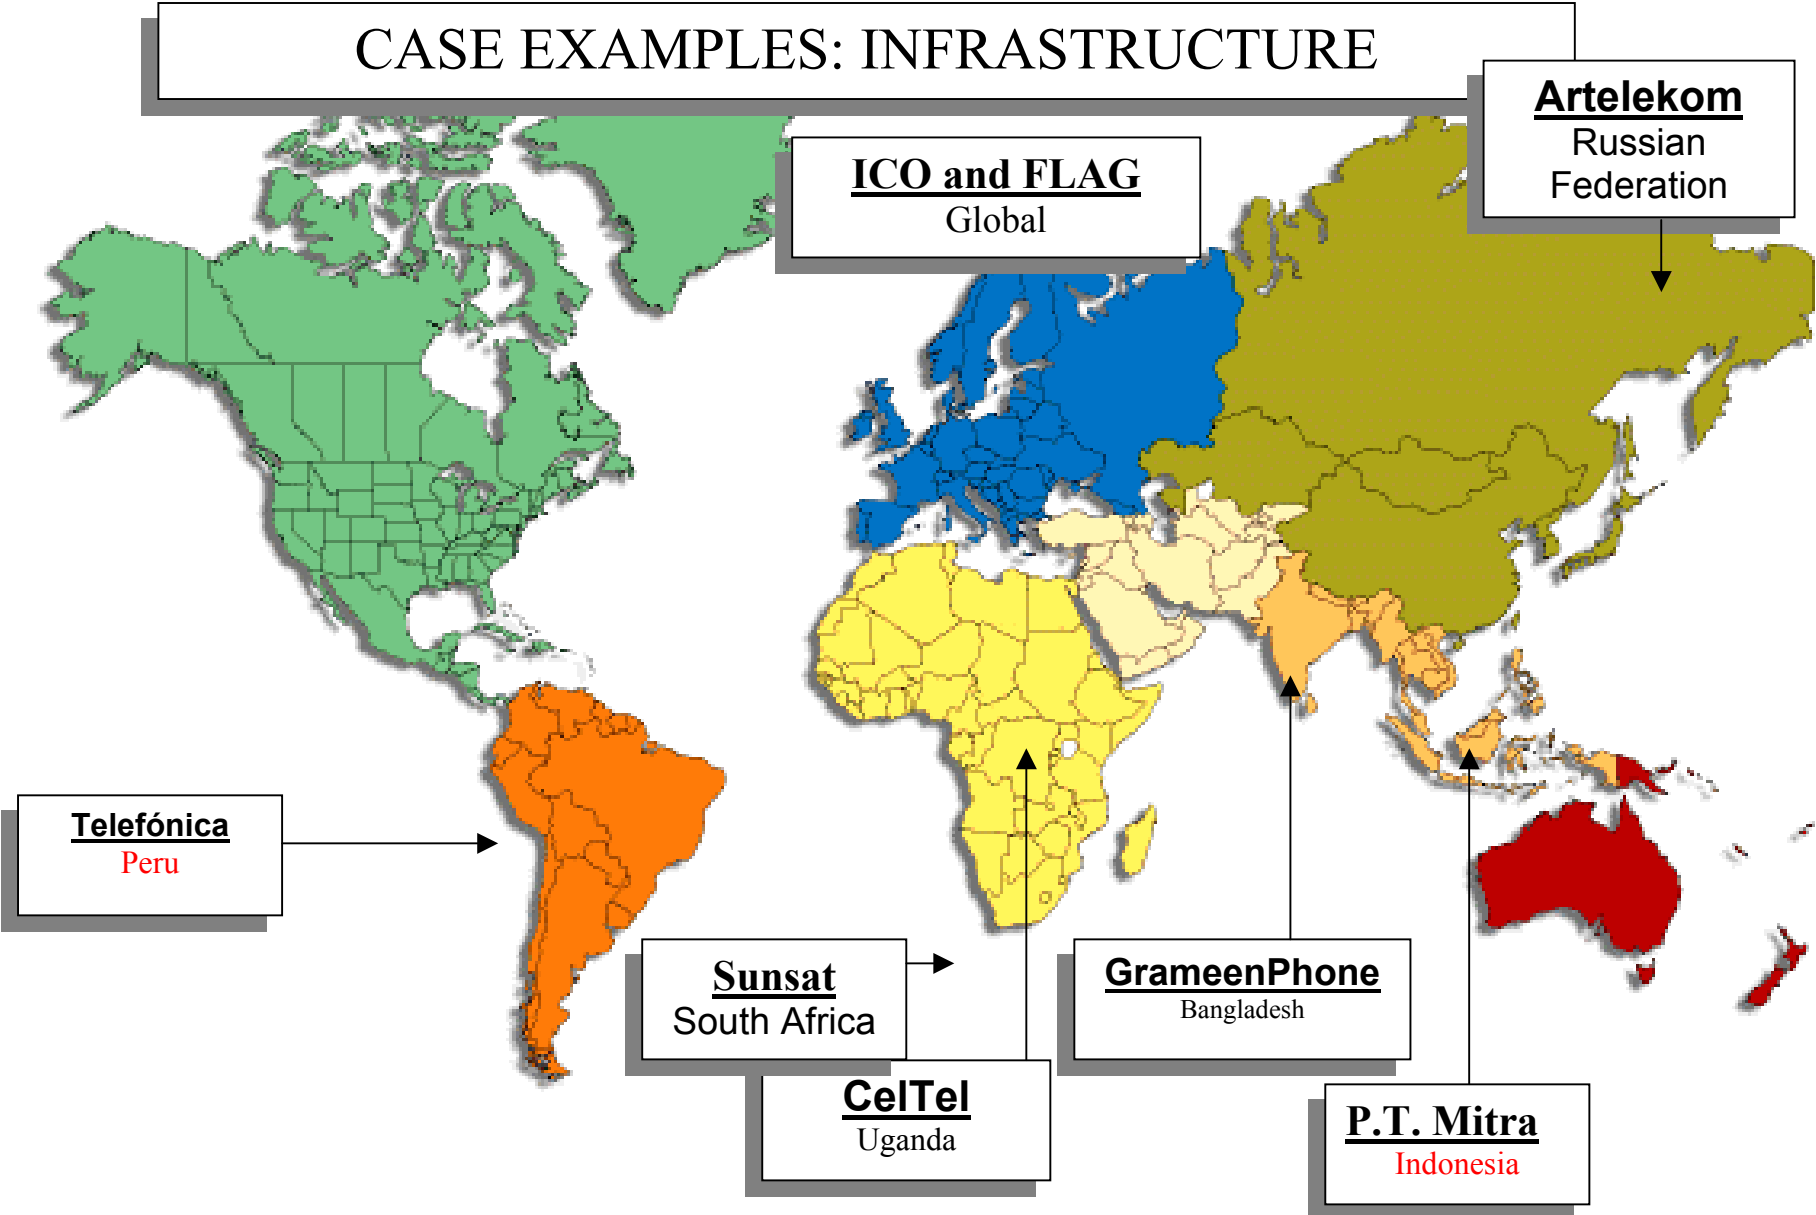 CASE EXAMPLES: INFRASTRUCTURE
Artelekom
Russian
Federation
ICO and FLAG
Global
Telefónica
Peru
Sunsat
South Africa
GrameenPhone
Bangladesh
CelTel
Uganda
P.T. Mitra
Indonesia